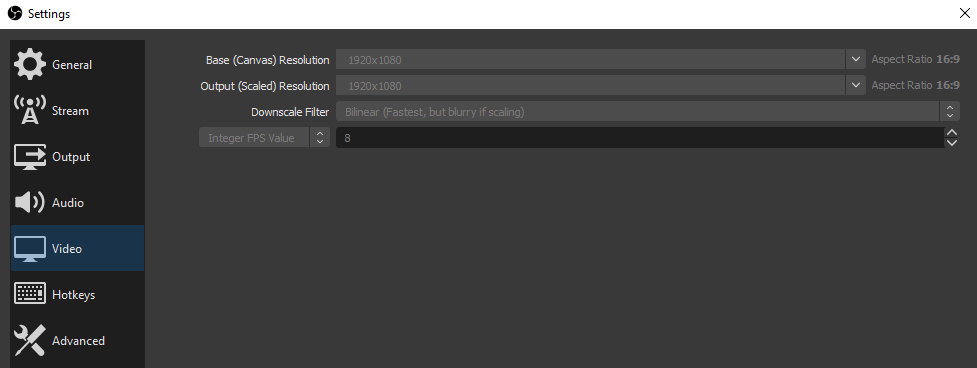 Settings
General
Stream
Output
Audio
Video
Hotkeys
Advanced
Base (Canvas) Resolution 1920x1080 Aspect Ratio 16:9
Output (Scaled) Resolution 1920x1080 Aspect Ratio 16:9
Downscale Filter Bilinear (Fastest, but blurry if scaling)
Integer FPS Value 8